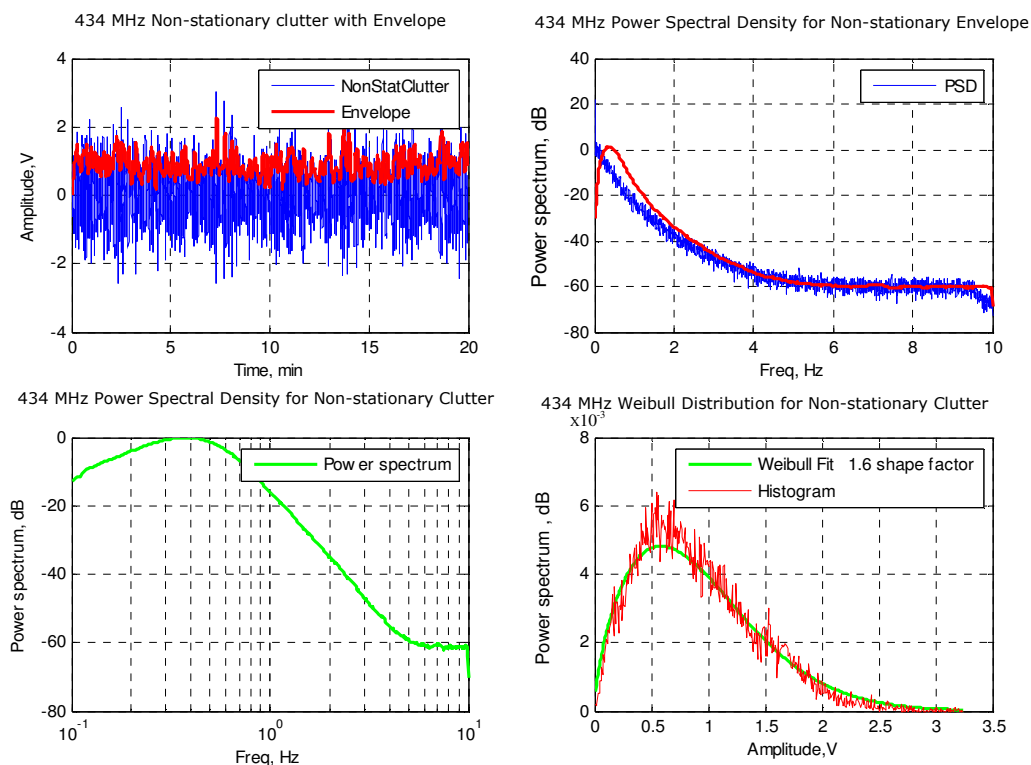 434 MHz Non-stationary clutter with Envelope
4
2
0
-2
-4
Amplitude,V
NonStatClutter
Envelope
0
5
10
15
20
Time, min
434 MHz Power Spectral Density for Non-stationary Envelope
40
20
0
-20
-40
-60
-80
Power spectrum, dB
PSD
0
2
4
6
8
10
Freq, Hz
434 MHz Power Spectral Density for Non-stationary Clutter
0
-20
-40
-60
-80
Power spectrum, dB
Power spectrum
10^-1
10^0
10^1
Freq, Hz
434 MHz Weibull Distribution for Non-stationary Clutter
x10^-3
8
6
4
2
0
Power spectrum , dB
Weibull Fit 1.6 shape factor
Histogram
0
0.5
1
1.5
2
2.5
3
3.5
Amplitude,V